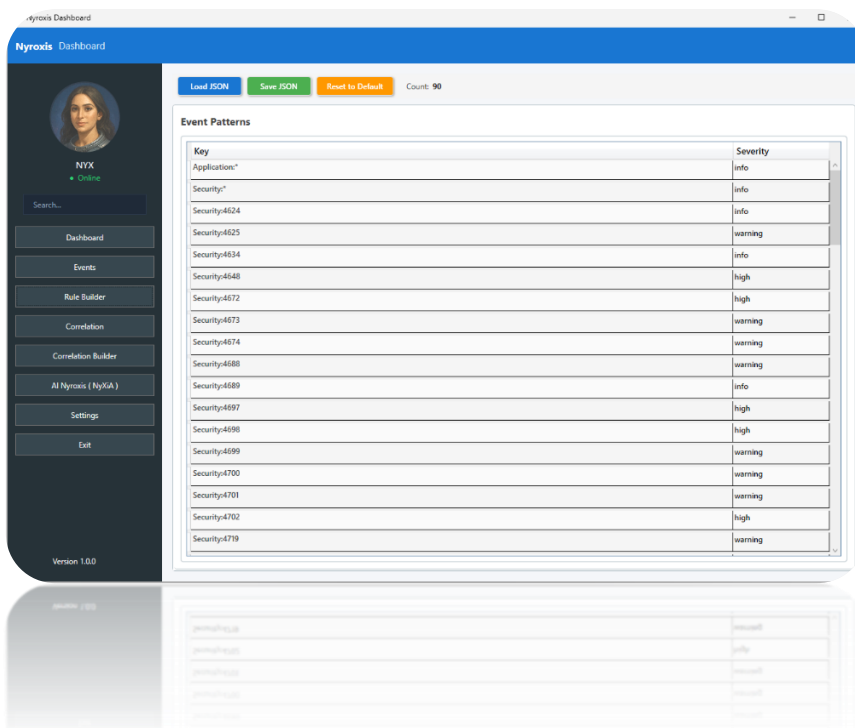 Nyroxis Dashboard
Nyroxis Dashboard
NYX
Online
Search...
Dashboard
Events
Rule Builder
Correlation
Correlation Builder
AI Nyroxis ( NyXiA )
Settings
Exit
Version 1.0.0
Load JSON Save JSON Reset to Default Count: 90
Event Patterns
Key Severity
Application:* info
Security:* info
Security:4624 info
Security:4625 warning
Security:4634 info
Security:4648 high
Security:4672 high
Security:4673 warning
Security:4674 warning
Security:4688 warning
Security:4689 info
Security:4697 high
Security:4698 high
Security:4699 warning
Security:4700 warning
Security:4701 warning
Security:4702 high
Security:4719 warning